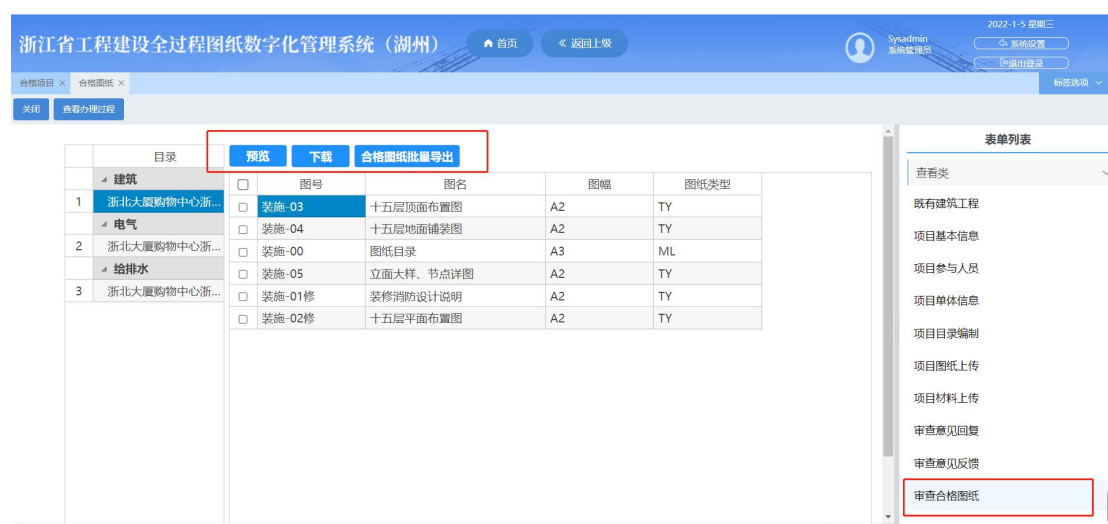 2022-1-5 星期三
浙江省工程建设全过程图纸数字化管理系统（湖州）
首页
返回上级
Sysadmin
系统管理员
系统设置
退出登录
合格项目 × 合格图纸 ×
标签选项
关闭 查看办理过程
预览 下载 合格图纸批量导出
目录
建筑
1 浙北大厦购物中心浙...
电气
2 浙北大厦购物中心浙...
给排水
3 浙北大厦购物中心浙...
图号 图名 图幅 图纸类型
装施-03 十五层顶面布置图 A2 TY
装施-04 十五层地面铺装图 A2 TY
装施-00 图纸目录 A3 ML
装施-05 立面大样、节点详图 A2 TY
装施-01修 装修消防设计说明 A2 TY
装施-02修 十五层平面布置图 A2 TY
表单列表
查看类
既有建筑工程
项目基本信息
项目参与人员
项目单体信息
项目目录编制
项目图纸上传
项目材料上传
审查意见回复
审查意见反馈
审查合格图纸